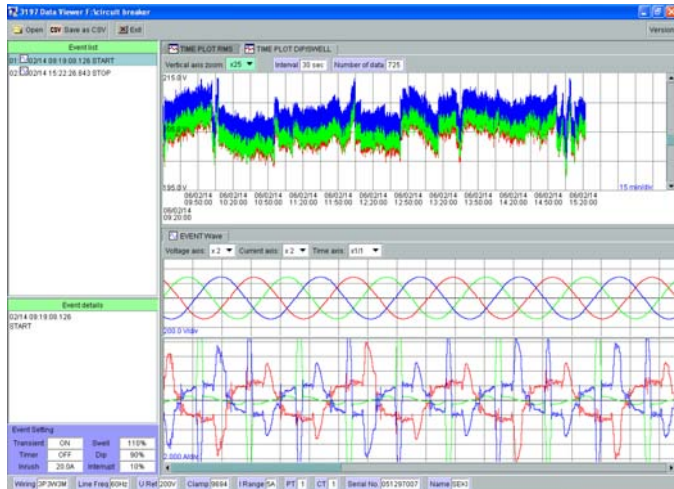 3197 Data Viewer F:\circuit breaker
Open CSV Save as CSV Exit Version
Event list
01 02/14 09:19:08.126 START
02 02/14 15:22:26.843 STOP
TIME PLOT RMS TIME PLOT DIP/SWELL
Vertical axis zoom: x25 Interval 30 sec Number of data 725
215.0 V
195.0 V
15 min/div
06/02/14 06/02/14 06/02/14 06/02/14 06/02/14 06/02/14 06/02/14 06/02/14 06/02/14 06/02/14 06/02/14 06/02/14
09:50:00 10:20:00 10:50:00 11:20:00 11:50:00 12:20:00 12:50:00 13:20:00 13:50:00 14:20:00 14:50:00 15:20:00
06/02/14
09:20:00
EVENT Wave
Voltage axis: x 2 Current axis: x 2 Time axis: x1/1
200.0 V/div
Event details
02/14 09:19:08.126
START
2.000 A/div
Event Setting
Transient ON Swell 110%
Timer OFF Dip 90%
Inrush 20.0A Interrupt 10%
Wiring 3P3W3M Line Freq 60Hz U Ref 200V Clamp 9694 I Range 5A PT 1 CT 1 Serial No. 051297007 Name SEKI